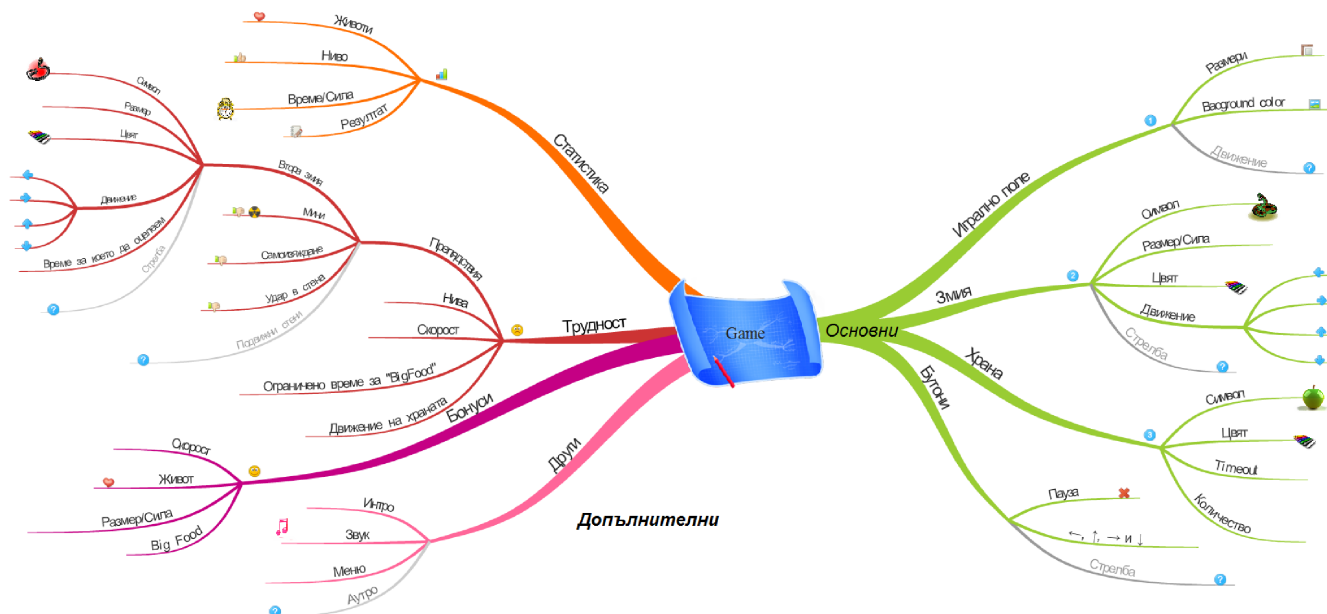 Game
Основни
Игрално поле
Размери
Bacground color
Движение
Змия
Символ
Размер/Сила
Цвят
Движение
Стрелба
Храна
Символ
Цвят
Timeout
Количество
Бутони
Пауза
←, ↑, → и ↓
Стрелба
Допълнителни
Статистика
Животи
Ниво
Време/Сила
Резултат
Трудност
Препядствия
Втора змия
Символ
Размер
Цвят
Движение
Време за което да оцелеем
Стрелба
Мини
Самоизяждане
Удар в стена
Подвижни стени
Нива
Скорост
Ограничено време за "BigFood"
Движение на храната
Бонуси
Скорост
Живот
Размер/Сила
Big Food
Други
Интро
Звук
Меню
Аутро